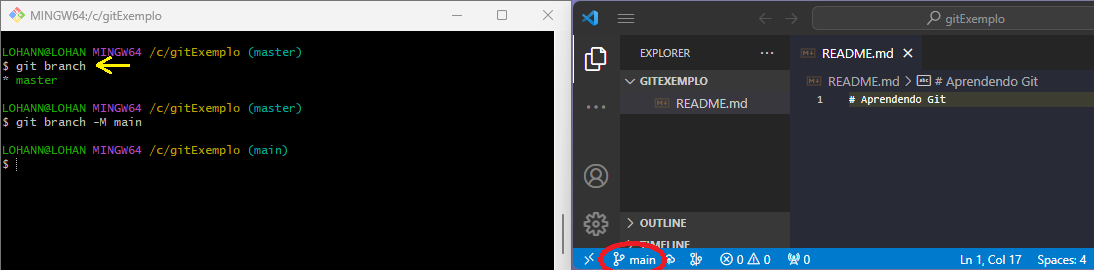 MINGW64:/c/gitExemplo
LOHANN@LOHAN MINGW64 /c/gitExemplo (master)
$ git branch
* master
LOHANN@LOHAN MINGW64 /c/gitExemplo (master)
$ git branch -M main
LOHANN@LOHAN MINGW64 /c/gitExemplo (main)
$
gitExemplo
EXPLORER
GITEXEMPLO
README.md
OUTLINE
TIMELINE
README.md
README.md > # Aprendendo Git
1 # Aprendendo Git
main 0 0 0 Ln 1, Col 17 Spaces: 4